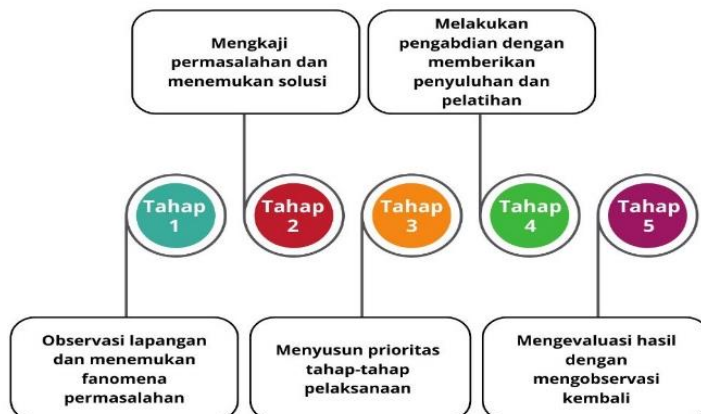 Mengkaji
permasalahan dan
menemukan solusi
Melakukan
pengabdian dengan
memberikan
penyuluhan dan
pelatihan
Tahap
1
Tahap
2
Tahap
3
Tahap
4
Tahap
5
Observasi lapangan
dan menemukan
fanomena
permasalahan
Menyusun prioritas
tahap-tahap
pelaksanaan
Mengevaluasi hasil
dengan
mengobservasi
kembali